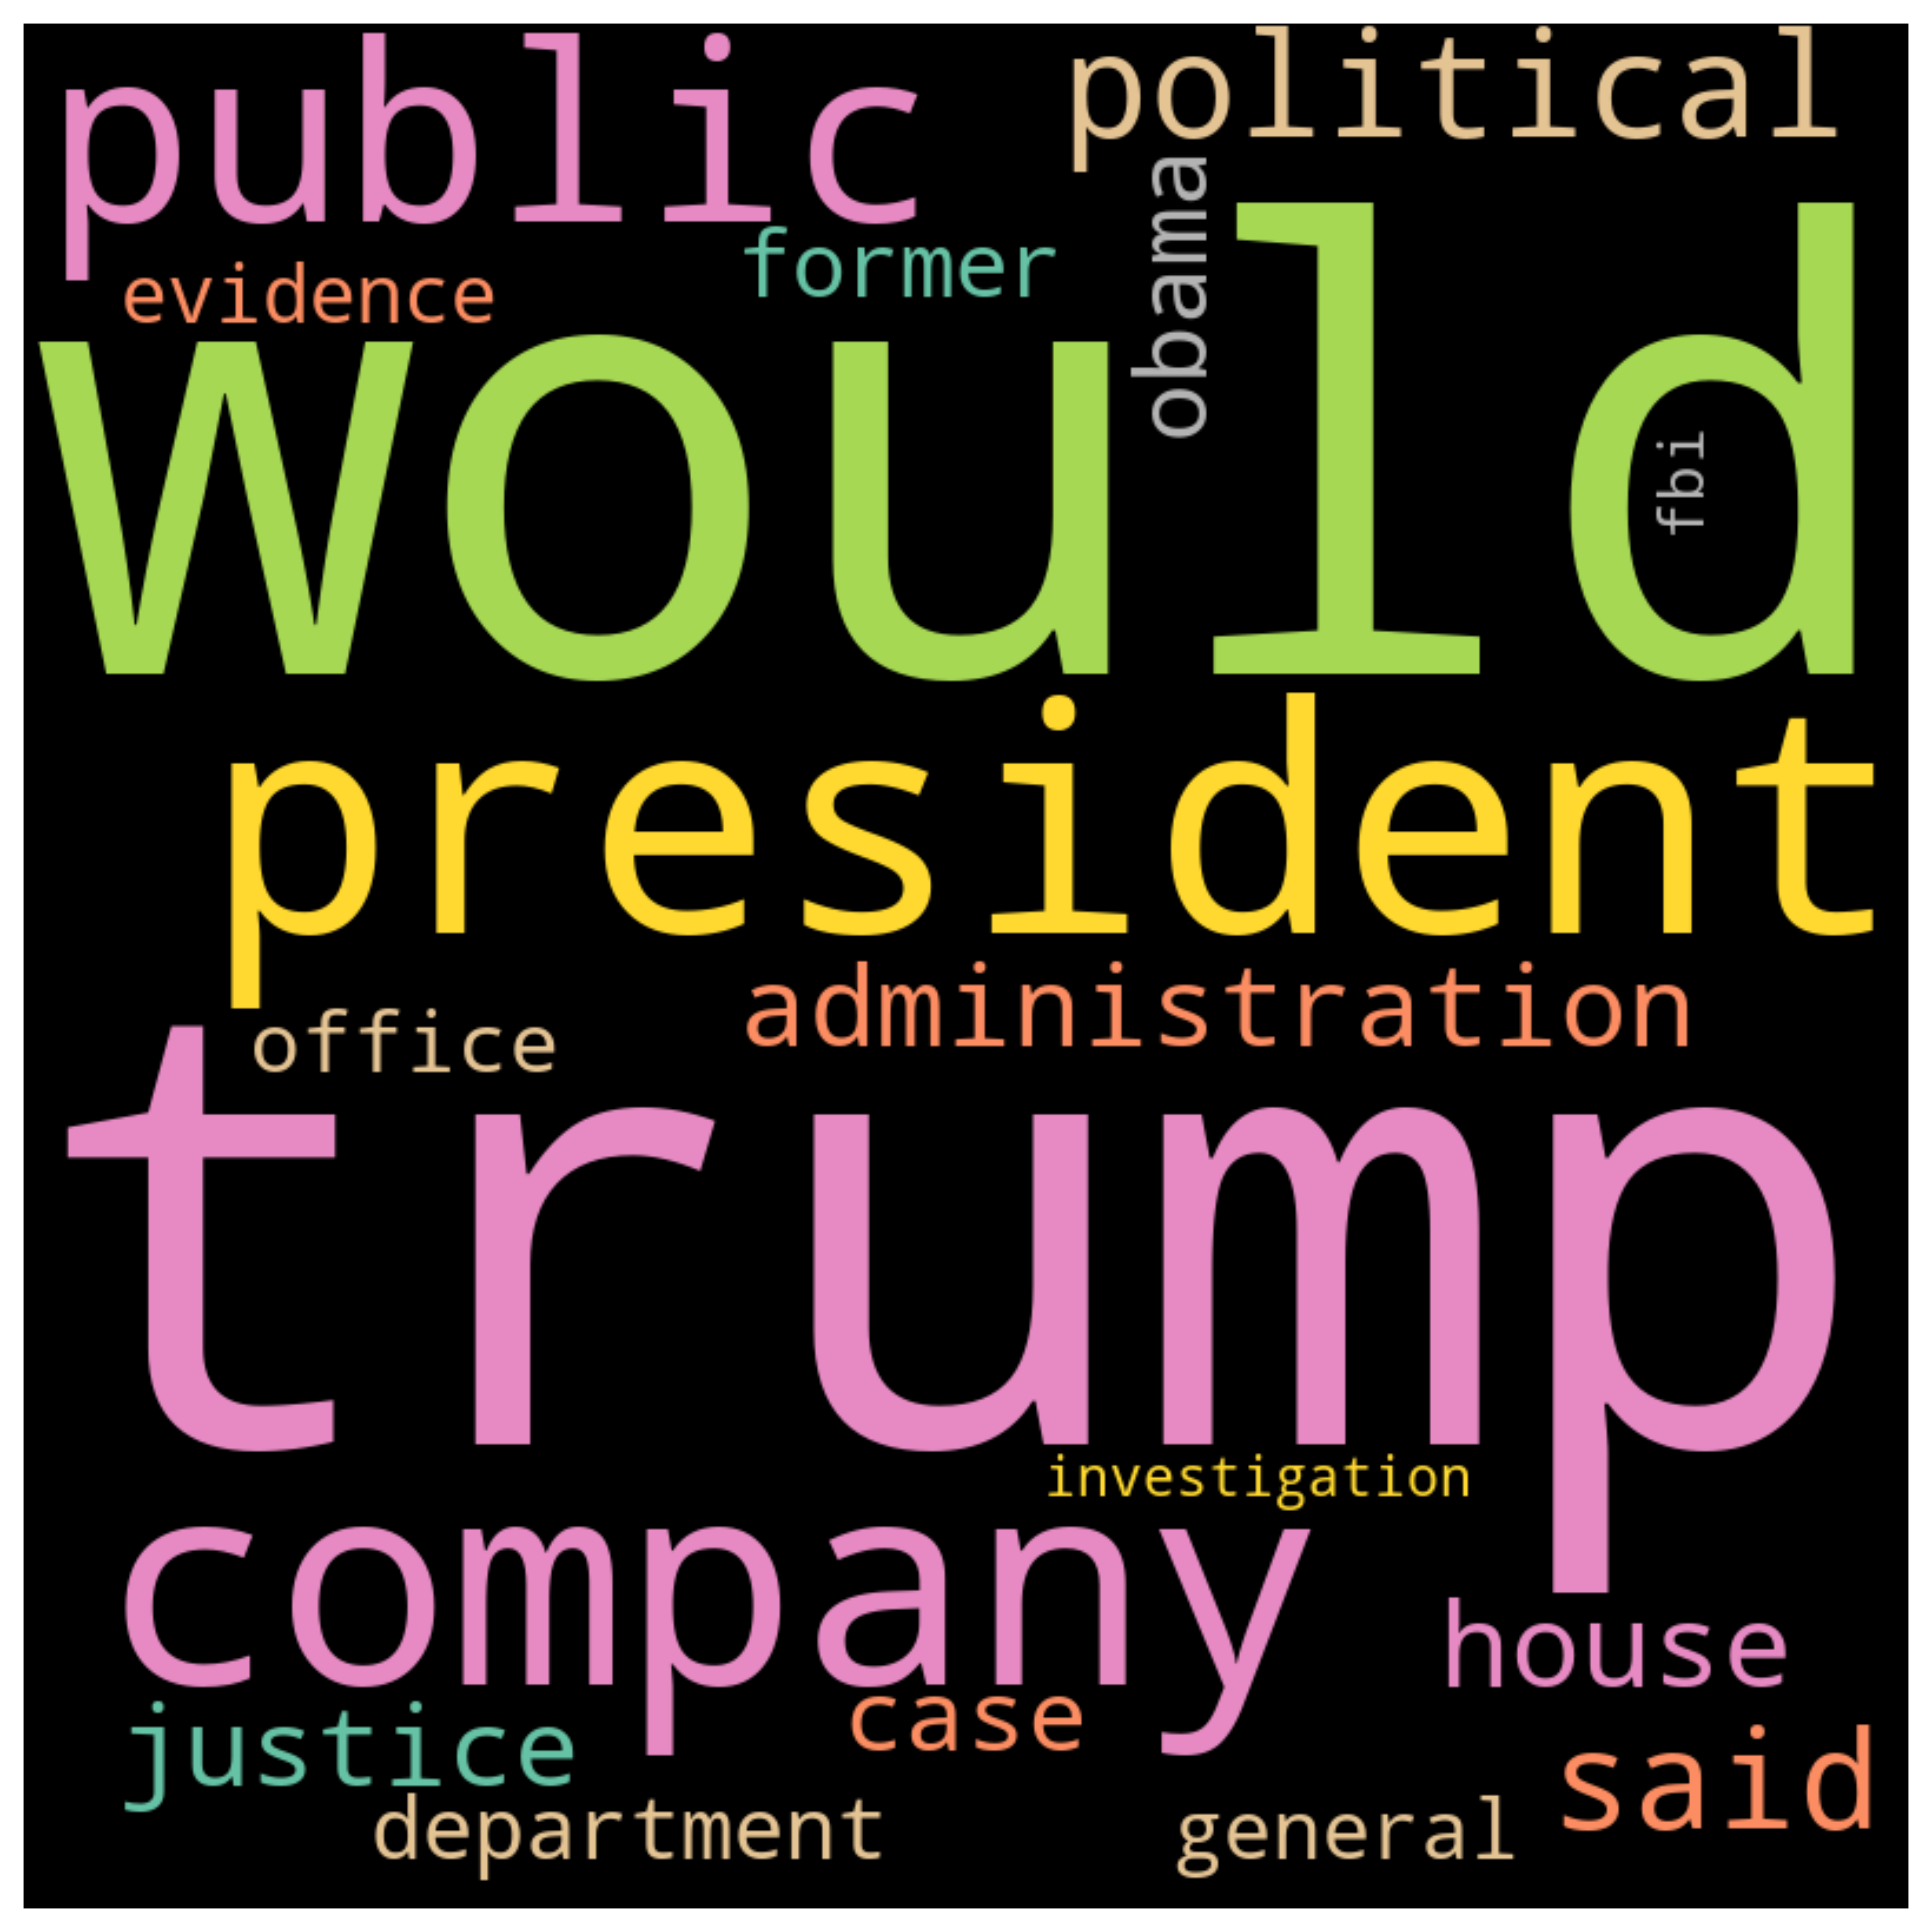 public
political
obama
former
evidence
would
fbi
president
administration
office
trump
investigation
company
house
case
justice
said
department
general